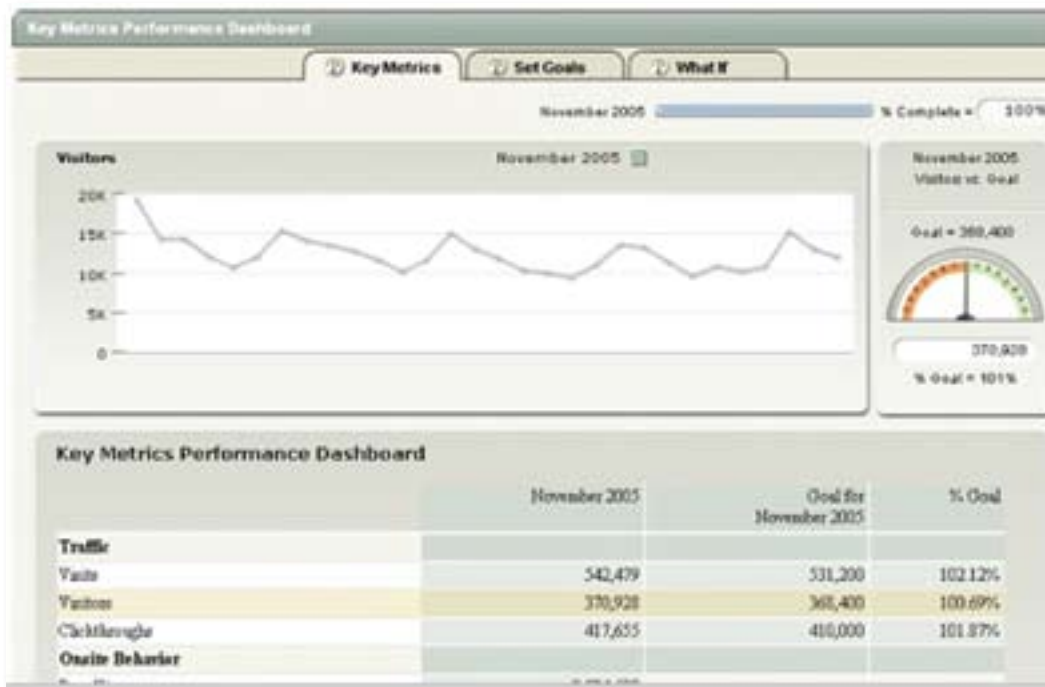 Key Metrics Performance Dashboard
Key Metrics
Set Goals
What If
November 2005
% Complete = 100%
Visitors
November 2005
20K
15K
10K
5K
0
November 2005
Visitors vs. Goal
Goal = 368,400
370,928
% Goal = 101%
Key Metrics Performance Dashboard
November 2005 Goal for % Goal
November 2005
Traffic
Visits 542,479 531,200 102.12%
Visitors 370,928 368,400 100.69%
Clickthroughs 417,655 410,000 101.87%
Onsite Behavior